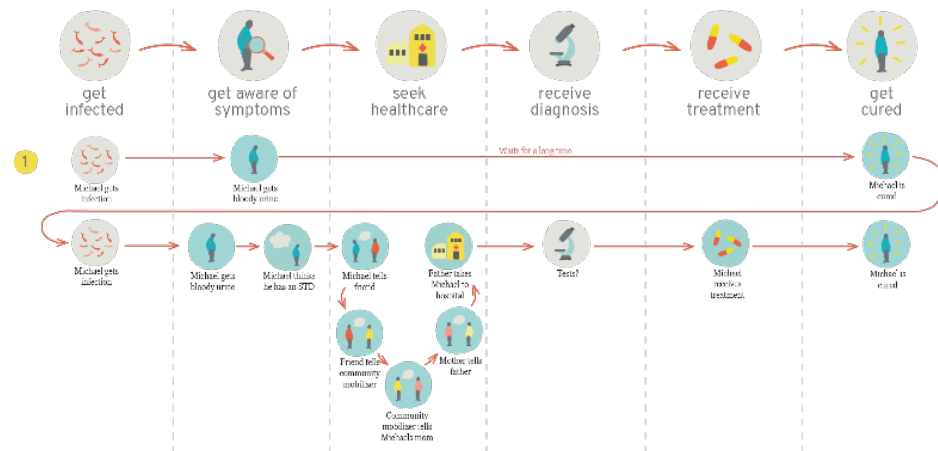 get
infected
get aware of
symptoms
seek
healthcare
receive
diagnosis
receive
treatment
get
cured
1
Michael gets
infection
Michael gets
bloody urine
Waits for a long time
Michael is
cured
Michael gets
infection
Michael gets
bloody urine
Michael thinks
he has an STD
Michael tells
friend
Father takes
Michael to
hospital
Tests?
Michael
receives
treatment
Michael is
cured
Friend tells
community
mobilizer
Mother tells
father
Community
mobilizer tells
Michaels mom